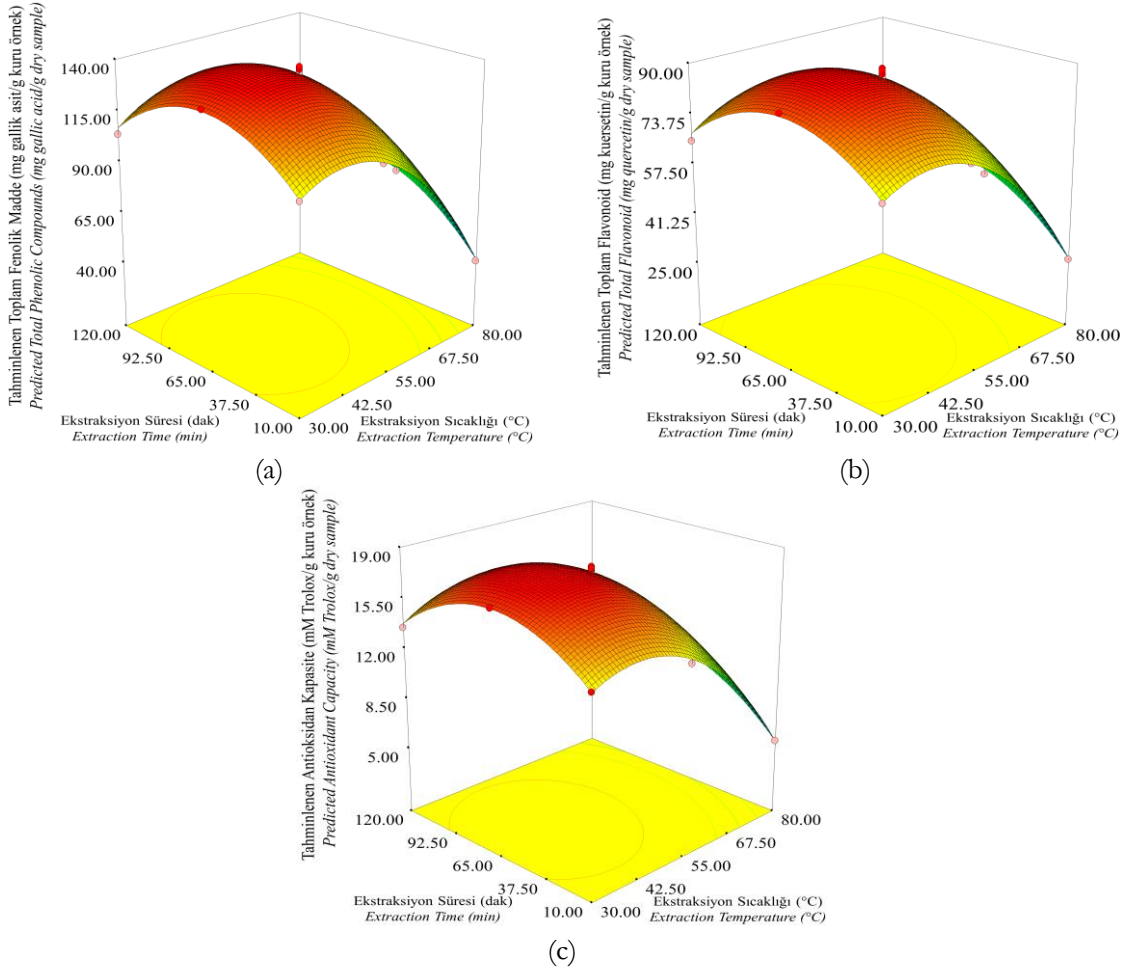 Tahminlenen Toplam Fenolik Madde (mg gallik asit/g kuru örnek)
Predicted Total Phenolic Compounds (mg gallic acid/g dry sample)
140.00
115.00
90.00
65.00
40.00
120.00
92.50
65.00
37.50
10.00
30.00
42.50
55.00
67.50
80.00
Ekstraksiyon Süresi (dak)
Extraction Time (min)
Ekstraksiyon Sıcaklığı (°C)
Extraction Temperature (°C)
(a)
Tahminlenen Toplam Flavonoid (mg kuersetin/g kuru örnek)
Predicted Total Flavonoid (mg quercetin/g dry sample)
90.00
73.75
57.50
41.25
25.00
120.00
92.50
65.00
37.50
10.00
30.00
42.50
55.00
67.50
80.00
Ekstraksiyon Süresi (dak)
Extraction Time (min)
Ekstraksiyon Sıcaklığı (°C)
Extraction Temperature (°C)
(b)
Tahminlenen Antioksidan Kapasite (mM Trolox/g kuru örnek)
Predicted Antioxidant Capacity (mM Trolox/g dry sample)
19.00
15.50
12.00
8.50
5.00
120.00
92.50
65.00
37.50
10.00
30.00
42.50
55.00
67.50
80.00
Ekstraksiyon Süresi (dak)
Extraction Time (min)
Ekstraksiyon Sıcaklığı (°C)
Extraction Temperature (°C)
(c)